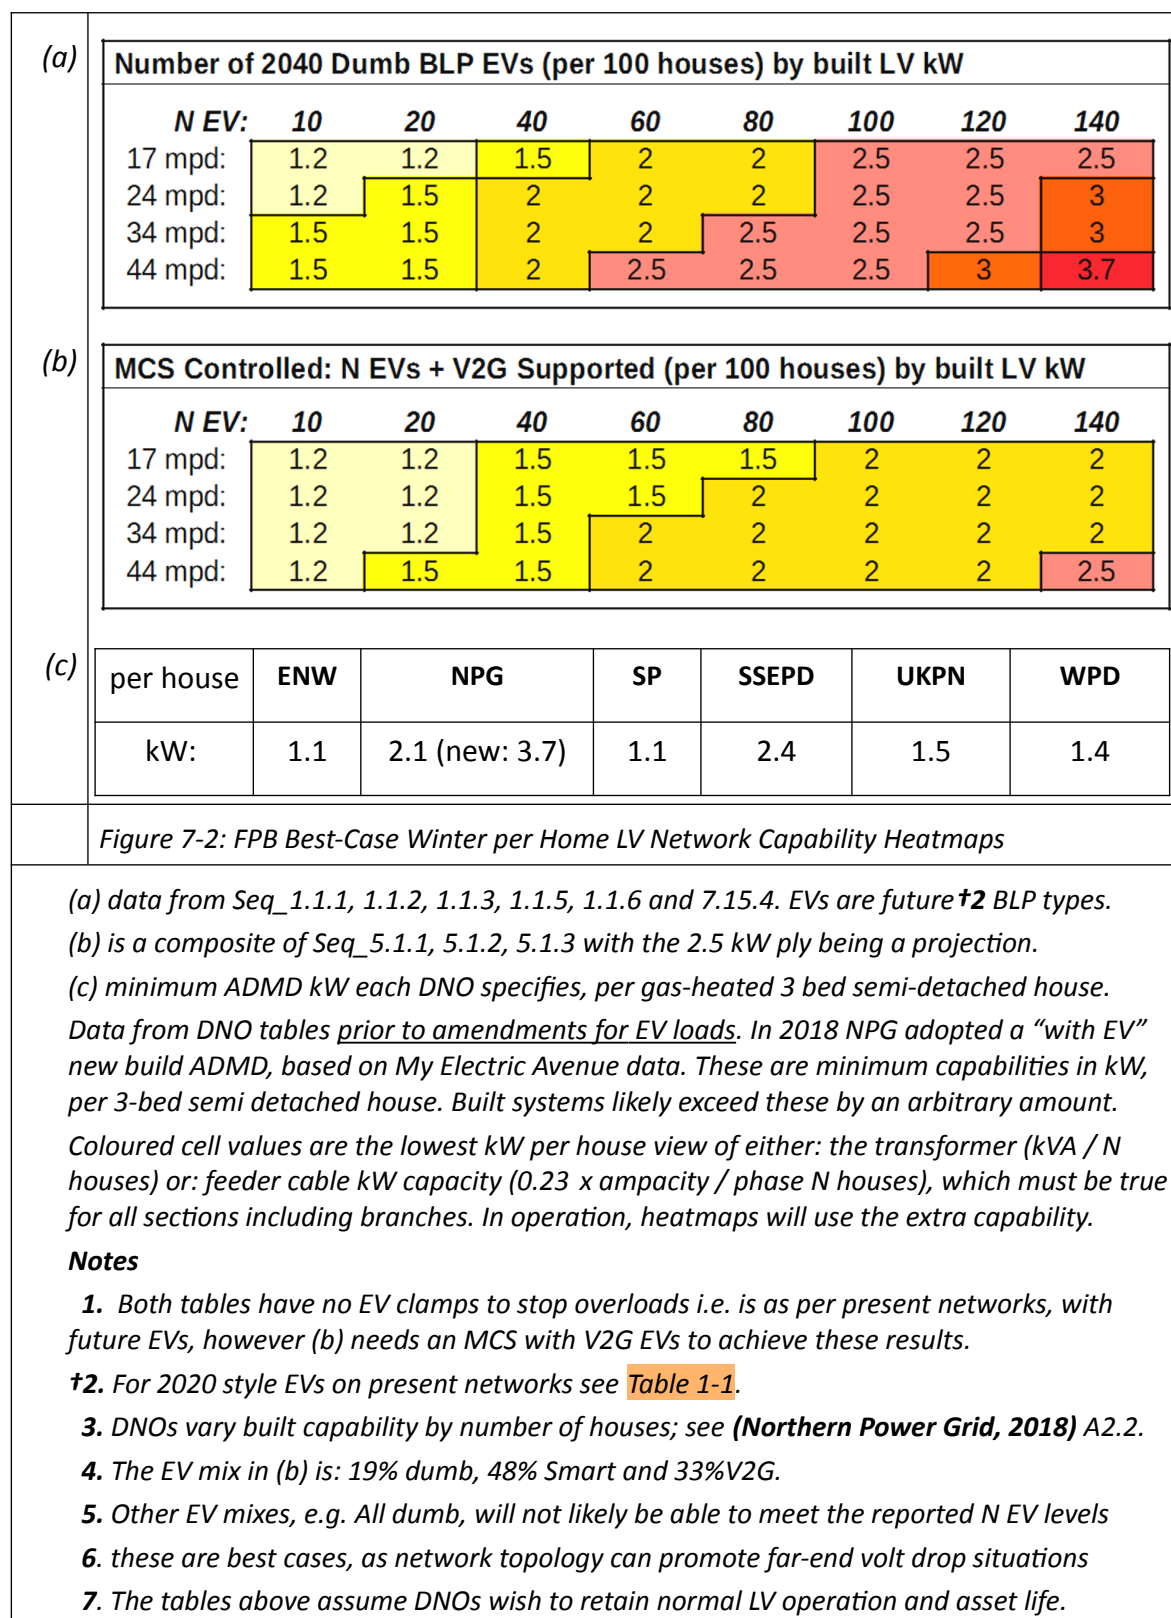 (a)
Number of 2040 Dumb BLP EVs (per 100 houses) by built LV kW
N EV: 10 20 40 60 80 100 120 140
17 mpd: 1.2 1.2 1.5 2 2 2.5 2.5 2.5
24 mpd: 1.2 1.5 2 2 2 2.5 2.5 3
34 mpd: 1.5 1.5 2 2 2.5 2.5 2.5 3
44 mpd: 1.5 1.5 2 2.5 2.5 2.5 3 3.7
(b)
MCS Controlled: N EVs + V2G Supported (per 100 houses) by built LV kW
N EV: 10 20 40 60 80 100 120 140
17 mpd: 1.2 1.2 1.5 1.5 1.5 2 2 2
24 mpd: 1.2 1.2 1.5 1.5 2 2 2 2
34 mpd: 1.2 1.2 1.5 2 2 2 2 2
44 mpd: 1.2 1.5 1.5 2 2 2 2 2.5
(c)
per house ENW NPG SP SSEPD UKPN WPD
kW: 1.1 2.1 (new: 3.7) 1.1 2.4 1.5 1.4
Figure 7-2: FPB Best-Case Winter per Home LV Network Capability Heatmaps
(a) data from Seq_1.1.1, 1.1.2, 1.1.3, 1.1.5, 1.1.6 and 7.15.4. EVs are future†2 BLP types.
(b) is a composite of Seq_5.1.1, 5.1.2, 5.1.3 with the 2.5 kW ply being a projection.
(c) minimum ADMD kW each DNO specifies, per gas-heated 3 bed semi-detached house.
Data from DNO tables prior to amendments for EV loads. In 2018 NPG adopted a “with EV”
new build ADMD, based on My Electric Avenue data. These are minimum capabilities in kW,
per 3-bed semi detached house. Built systems likely exceed these by an arbitrary amount.
Coloured cell values are the lowest kW per house view of either: the transformer (kVA / N
houses) or: feeder cable kW capacity (0.23 x ampacity / phase N houses), which must be true
for all sections including branches. In operation, heatmaps will use the extra capability.
Notes
1. Both tables have no EV clamps to stop overloads i.e. is as per present networks, with
future EVs, however (b) needs an MCS with V2G EVs to achieve these results.
†2. For 2020 style EVs on present networks see Table 1-1.
3. DNOs vary built capability by number of houses; see (Northern Power Grid, 2018) A2.2.
4. The EV mix in (b) is: 19% dumb, 48% Smart and 33%V2G.
5. Other EV mixes, e.g. All dumb, will not likely be able to meet the reported N EV levels
6. these are best cases, as network topology can promote far-end volt drop situations
7. The tables above assume DNOs wish to retain normal LV operation and asset life.